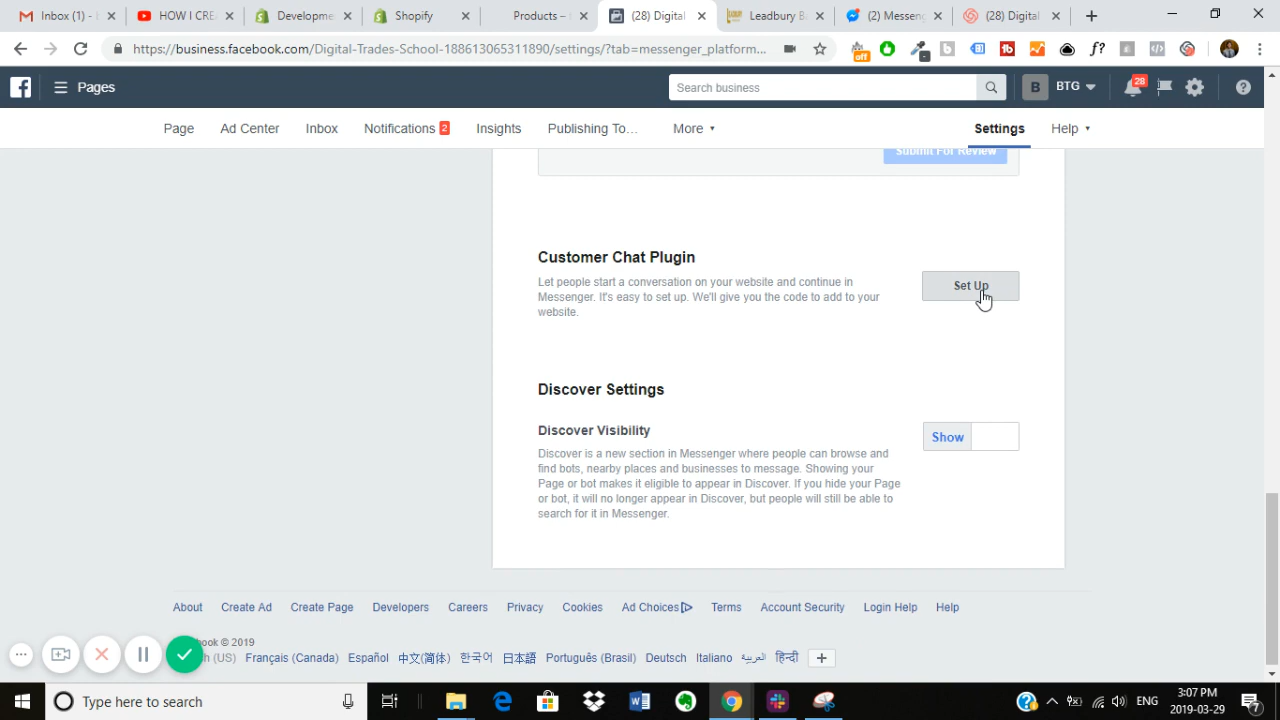 Inbox (1) -
HOW I CRE
Developme
Shopify
Products –
(28) Digital
Leadbury B
(2) Messen
(28) Digital
https://business.facebook.com/Digital-Trades-School-188613065311890/settings/?tab=messenger_platform...
off
Pages
Search business
B
BTG
28
Page
Ad Center
Inbox
Notifications 2
Insights
Publishing To...
More
Settings
Help
Submit For Review
Customer Chat Plugin
Let people start a conversation on your website and continue in
Messenger. It's easy to set up. We'll give you the code to add to your
website.
Set Up
Discover Settings
Discover Visibility
Show
Discover is a new section in Messenger where people can browse and
find bots, nearby places and businesses to message. Showing your
Page or bot makes it eligible to appear in Discover. If you hide your Page
or bot, it will no longer appear in Discover, but people will still be able to
search for it in Messenger.
About Create Ad Create Page Developers Careers Privacy Cookies Ad Choices Terms Account Security Login Help Help
ook © 2019
h (US) Français (Canada) Español 中文(简体) 한국어 日本語 Português (Brasil) Deutsch Italiano العربية हिन्दी +
Type here to search
ENG
3:07 PM
2019-03-29
7